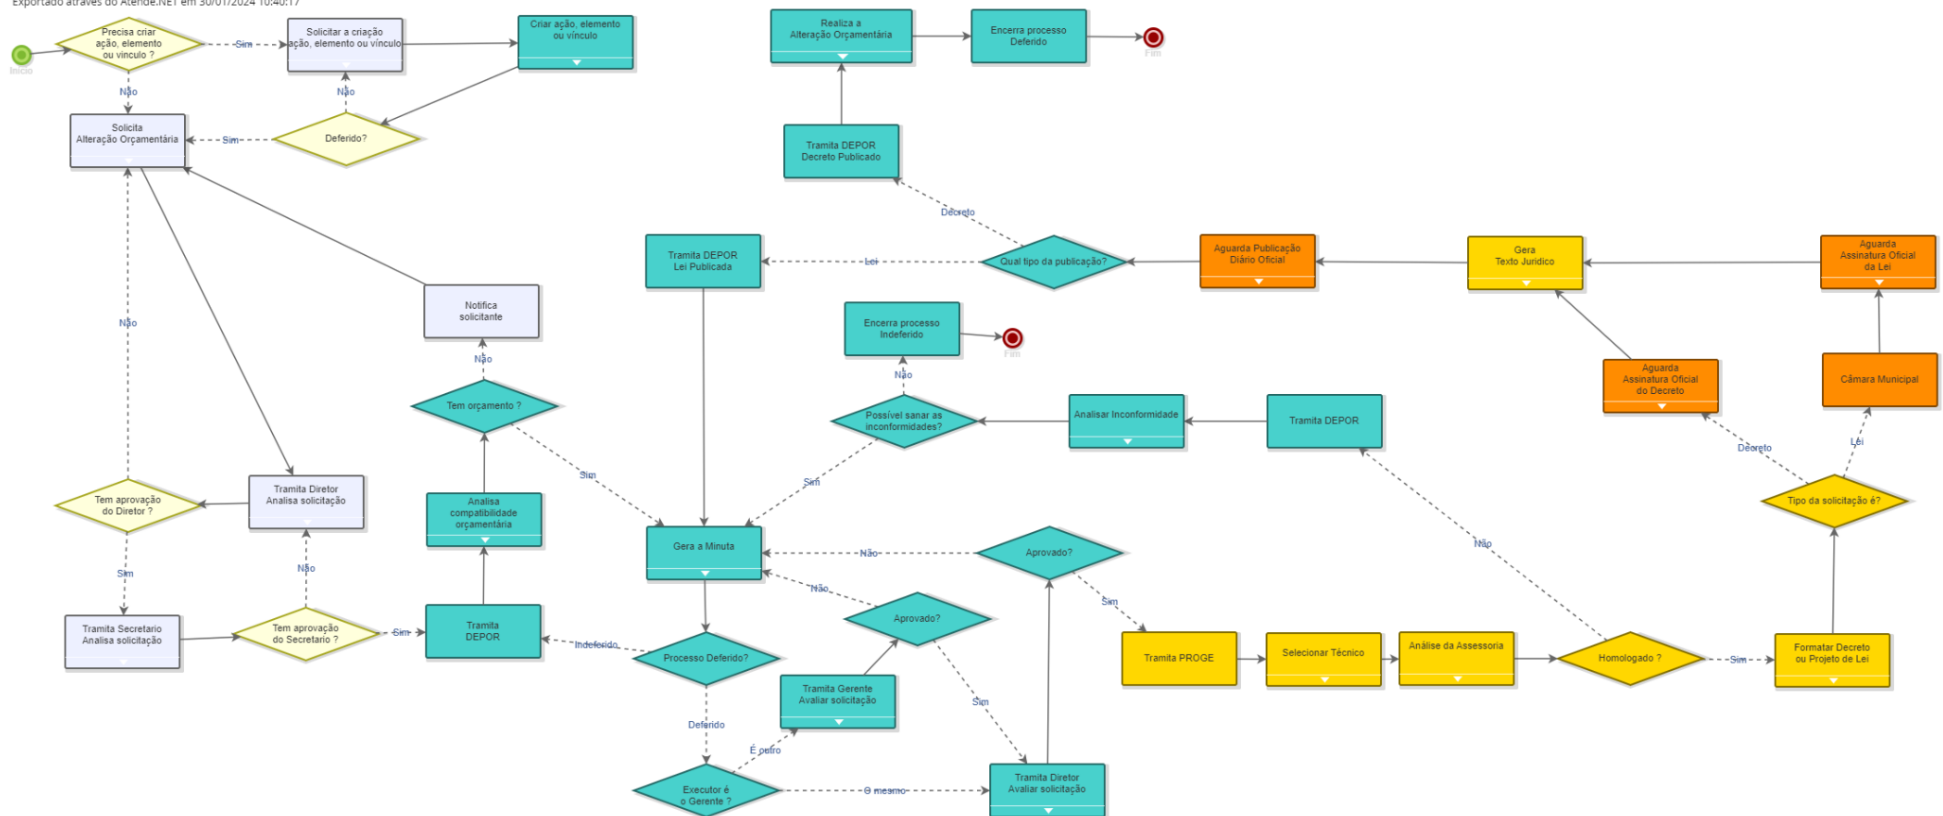 Exportado através do Atende.NET em 30/01/2024 10:40:17
Início
Precisa criar
ação, elemento
ou vínculo ?
Sim
Não
Solicitar a criação
ação, elemento ou vínculo
Criar ação, elemento
ou vínculo
Não
Deferido?
Sim
Solicita
Alteração Orçamentária
Realiza a
Alteração Orçamentária
Encerra processo
Deferido
Fim
Tramita DEPOR
Decreto Publicado
Decreto
Tramita DEPOR
Lei Publicada
Lei
Qual tipo da publicação?
Aguarda Publicação
Diário Oficial
Gera
Texto Jurídico
Aguarda
Assinatura Oficial
da Lei
Notifica
solicitante
Não
Não
Encerra processo
Indeferido
Fim
Aguarda
Assinatura Oficial
do Decreto
Câmara Municipal
Tem orçamento ?
Sim
Não
Possível sanar as
inconformidades?
Sim
Analisar Inconformidade
Tramita DEPOR
Decreto
Lei
Tem aprovação
do Diretor ?
Tramita Diretor
Analisa solicitação
Analisa
compatibilidade
orçamentária
Tipo da solicitação é?
Gera a Minuta
Não
Aprovado?
Não
Sim
Não
Não
Sim
Tramita Secretario
Analisa solicitação
Tem aprovação
do Secretario ?
Sim
Tramita
DEPOR
Indeferido
Processo Deferido?
Aprovado?
Tramita PROGE
Selecionar Técnico
Análise da Assessoria
Homologado ?
Sim
Formatar Decreto
ou Projeto de Lei
Tramita Gerente
Avaliar solicitação
Sim
Deferido
É outro
Executor é
o Gerente ?
O mesmo
Tramita Diretor
Avaliar solicitação